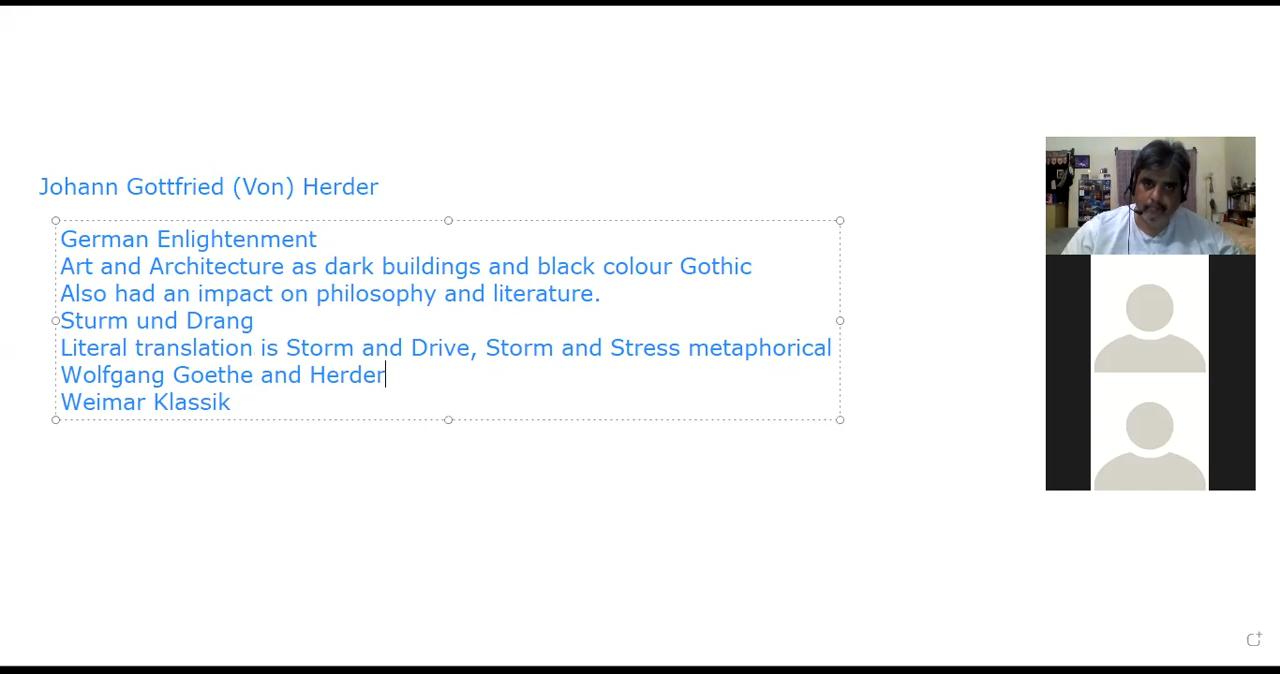 Johann Gottfried (Von) Herder
German Enlightenment
Art and Architecture as dark buildings and black colour Gothic
Also had an impact on philosophy and literature.
Sturm und Drang
Literal translation is Storm and Drive, Storm and Stress metaphorical
Wolfgang Goethe and Herder
Weimar Klassik